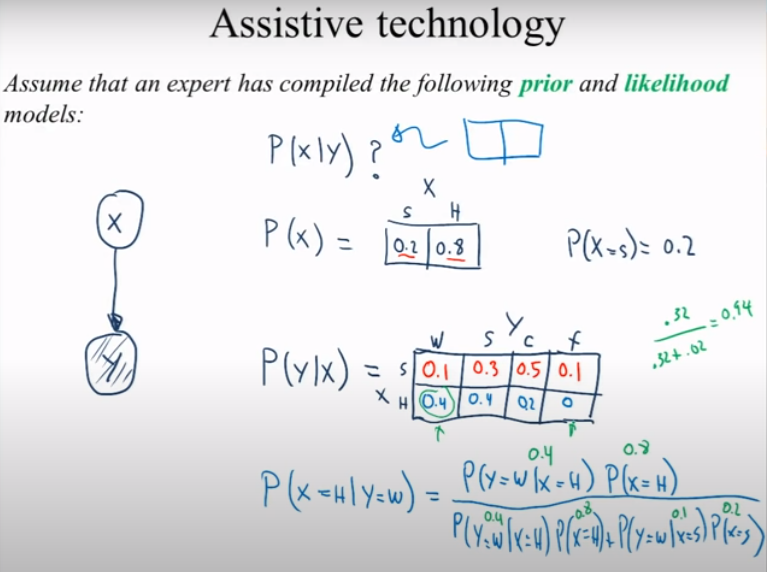 Assistive technology
Assume that an expert has compiled the following prior and likelihood
models:
P(X|Y) ?
X
S H
P(X) = 0.2 0.8
P(X=S) = 0.2
X
.32 / .32+.02 = 0.94
Y
W S C f
P(Y|X) = X
S 0.1 0.3 0.5 0.1
H 0.4 0.4 0.2 0
Y
0.4 0.8
P(X=H|Y=W) = P(Y=W|X=H) P(X=H)
0.4 0.8 0.1 0.2
P(Y=W|X=H) P(X=H) + P(Y=W|X=S) P(X=S)